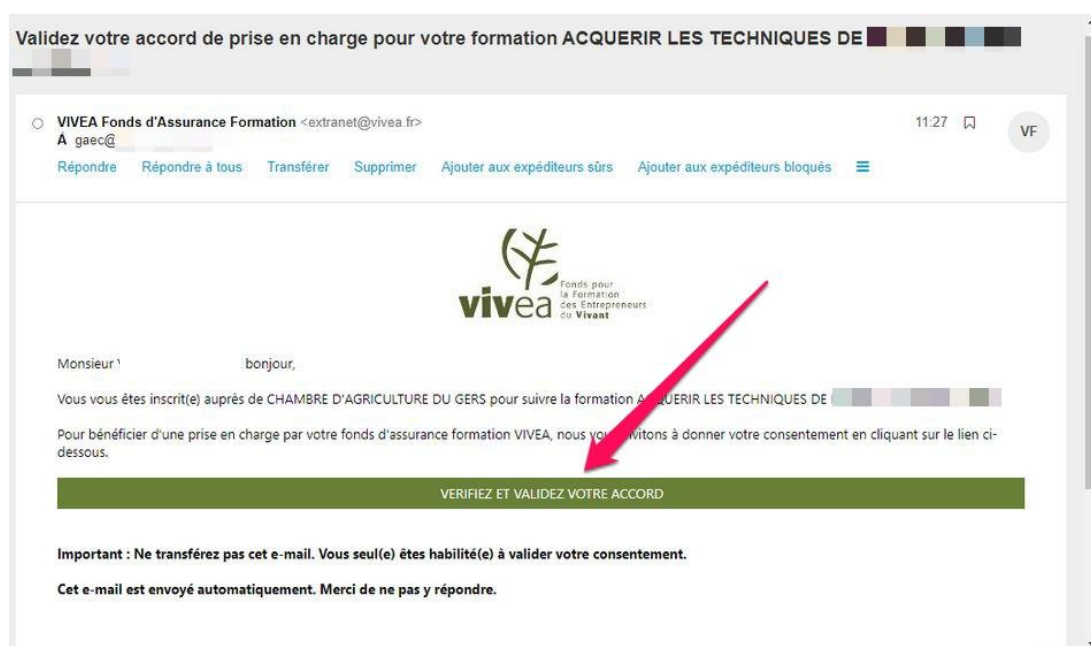 Validez votre accord de prise en charge pour votre formation ACQUERIR LES TECHNIQUES DE
VIVEA Fonds d'Assurance Formation <extranet@vivea.fr>
11:27
VF
À gaec@
Répondre Répondre à tous Transférer Supprimer Ajouter aux expéditeurs sûrs Ajouter aux expéditeurs bloqués
vivea
Fonds pour
la Formation
des Entrepreneurs
du Vivant
Monsieur bonjour,
Vous vous êtes inscrit(e) auprès de CHAMBRE D'AGRICULTURE DU GERS pour suivre la formation ACQUERIR LES TECHNIQUES DE
Pour bénéficier d'une prise en charge par votre fonds d'assurance formation VIVEA, nous vous invitons à donner votre consentement en cliquant sur le lien ci-
dessous.
VERIFIEZ ET VALIDEZ VOTRE ACCORD
Important : Ne transférez pas cet e-mail. Vous seul(e) êtes habilité(e) à valider votre consentement.
Cet e-mail est envoyé automatiquement. Merci de ne pas y répondre.